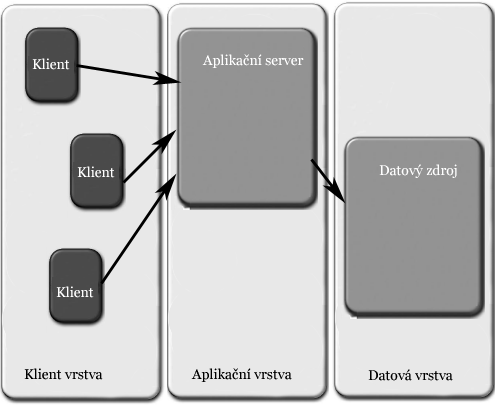 Klient
Klient
Klient
Klient vrstva
Aplikační server
Aplikační vrstva
Datový zdroj
Datová vrstva